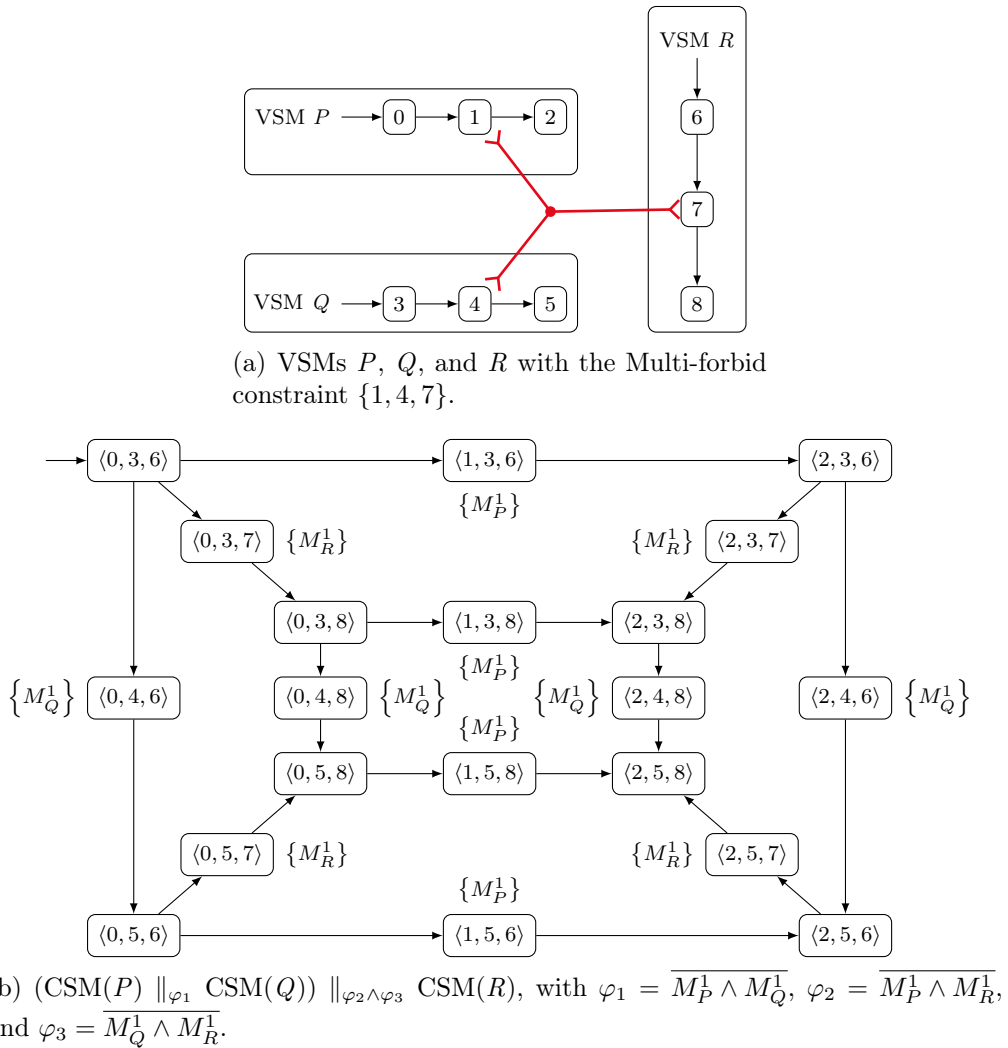 VSM R
VSM P
0
1
2
6
7
VSM Q
3
4
5
8
(a) VSMs P, Q, and R with the Multi-forbid
constraint {1, 4, 7}.
⟨0, 3, 6⟩
⟨1, 3, 6⟩
⟨2, 3, 6⟩
{M_P^1}
⟨0, 3, 7⟩
{M_R^1}
{M_R^1}
⟨2, 3, 7⟩
⟨0, 3, 8⟩
⟨1, 3, 8⟩
⟨2, 3, 8⟩
{M_P^1}
{M_Q^1}
⟨0, 4, 6⟩
⟨0, 4, 8⟩
{M_Q^1}
{M_Q^1}
⟨2, 4, 8⟩
⟨2, 4, 6⟩
{M_Q^1}
{M_P^1}
⟨0, 5, 8⟩
⟨1, 5, 8⟩
⟨2, 5, 8⟩
⟨0, 5, 7⟩
{M_R^1}
{M_R^1}
⟨2, 5, 7⟩
{M_P^1}
⟨0, 5, 6⟩
⟨1, 5, 6⟩
⟨2, 5, 6⟩
b) (CSM(P) ∥_{φ_1} CSM(Q)) ∥_{φ_2∧φ_3} CSM(R), with φ_1 = \overline{M_P^1 ∧ M_Q^1}, φ_2 = \overline{M_P^1 ∧ M_R^1},
nd φ_3 = \overline{M_Q^1 ∧ M_R^1}.